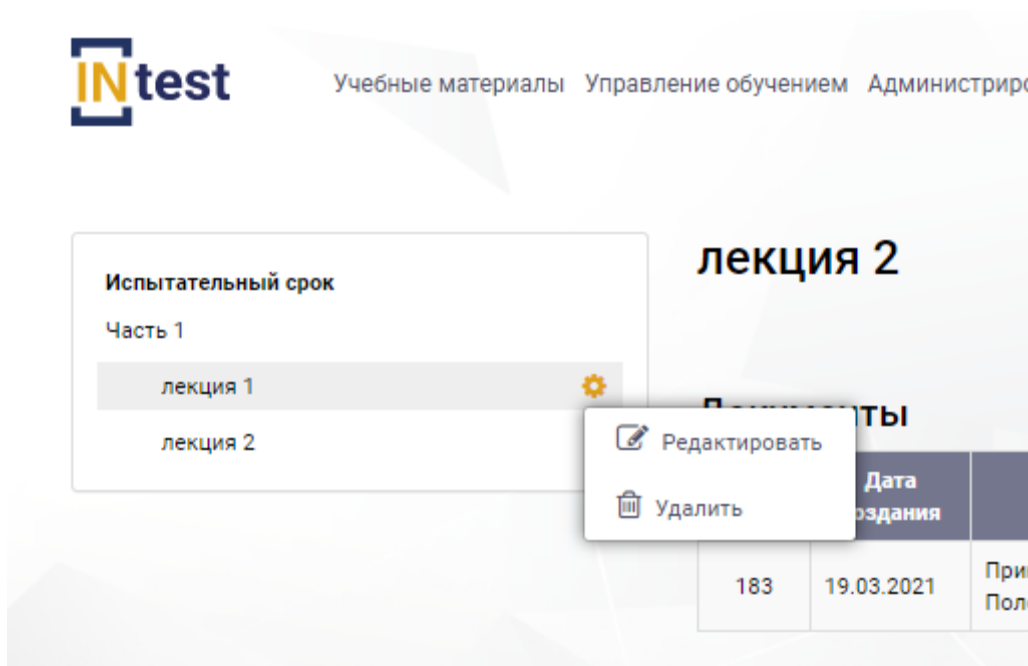 INtest
Учебные материалы Управление обучением
лекция 2
Испытательный срок
Часть 1
лекция 1
лекция 2
Редактировать
Удалить
Дата
183 19.03.2021